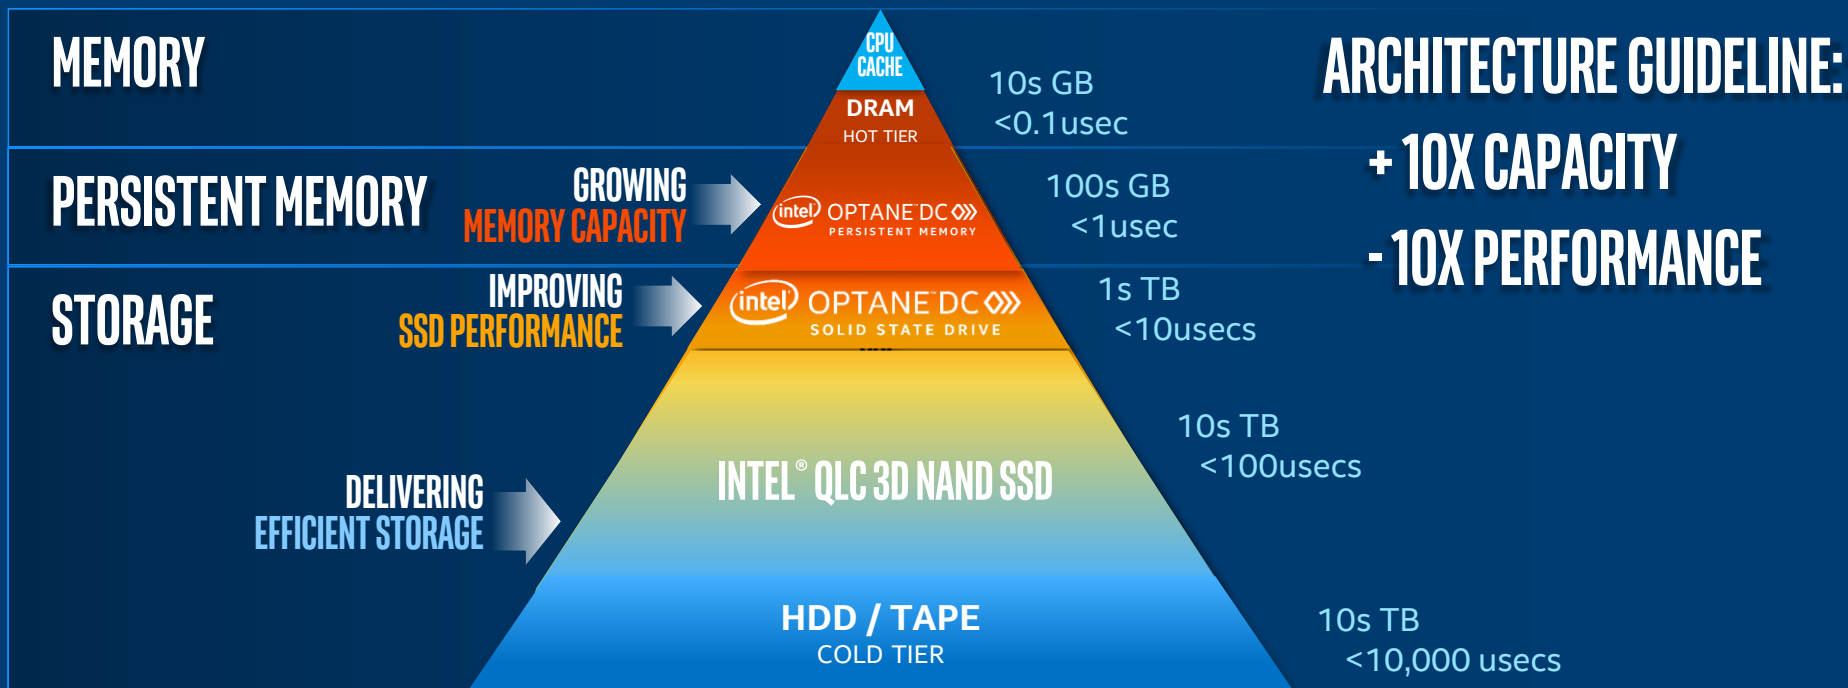 MEMORY
CPU
CACHE
DRAM
HOT TIER
10s GB
<0.1usec
ARCHITECTURE GUIDELINE:
+ 10X CAPACITY
- 10X PERFORMANCE
PERSISTENT MEMORY
GROWING
MEMORY CAPACITY
intel OPTANE™ DC
PERSISTENT MEMORY
100s GB
<1usec
STORAGE
IMPROVING
SSD PERFORMANCE
intel OPTANE™ DC
SOLID STATE DRIVE
1s TB
<10usecs
DELIVERING
EFFICIENT STORAGE
INTEL® QLC 3D NAND SSD
10s TB
<100usecs
HDD / TAPE
COLD TIER
10s TB
<10,000 usecs